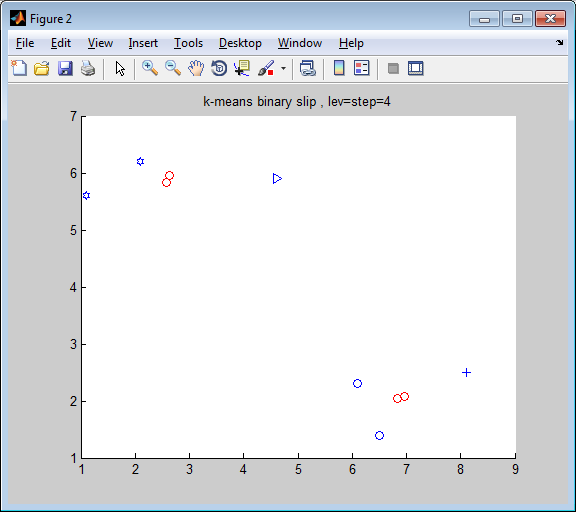 Figure 2
File Edit View Insert Tools Desktop Window Help
k-means binary slip , lev=step=4
7
6
5
4
3
2
1
1 2 3 4 5 6 7 8 9